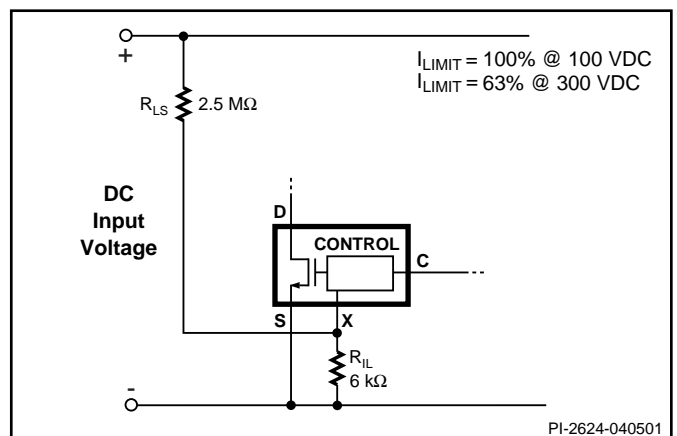 +
I_LIMIT = 100% @ 100 VDC
I_LIMIT = 63% @ 300 VDC
R_LS 2.5 MΩ
DC
Input
Voltage
D
CONTROL
C
S
X
R_IL
6 kΩ
-
PI-2624-040501